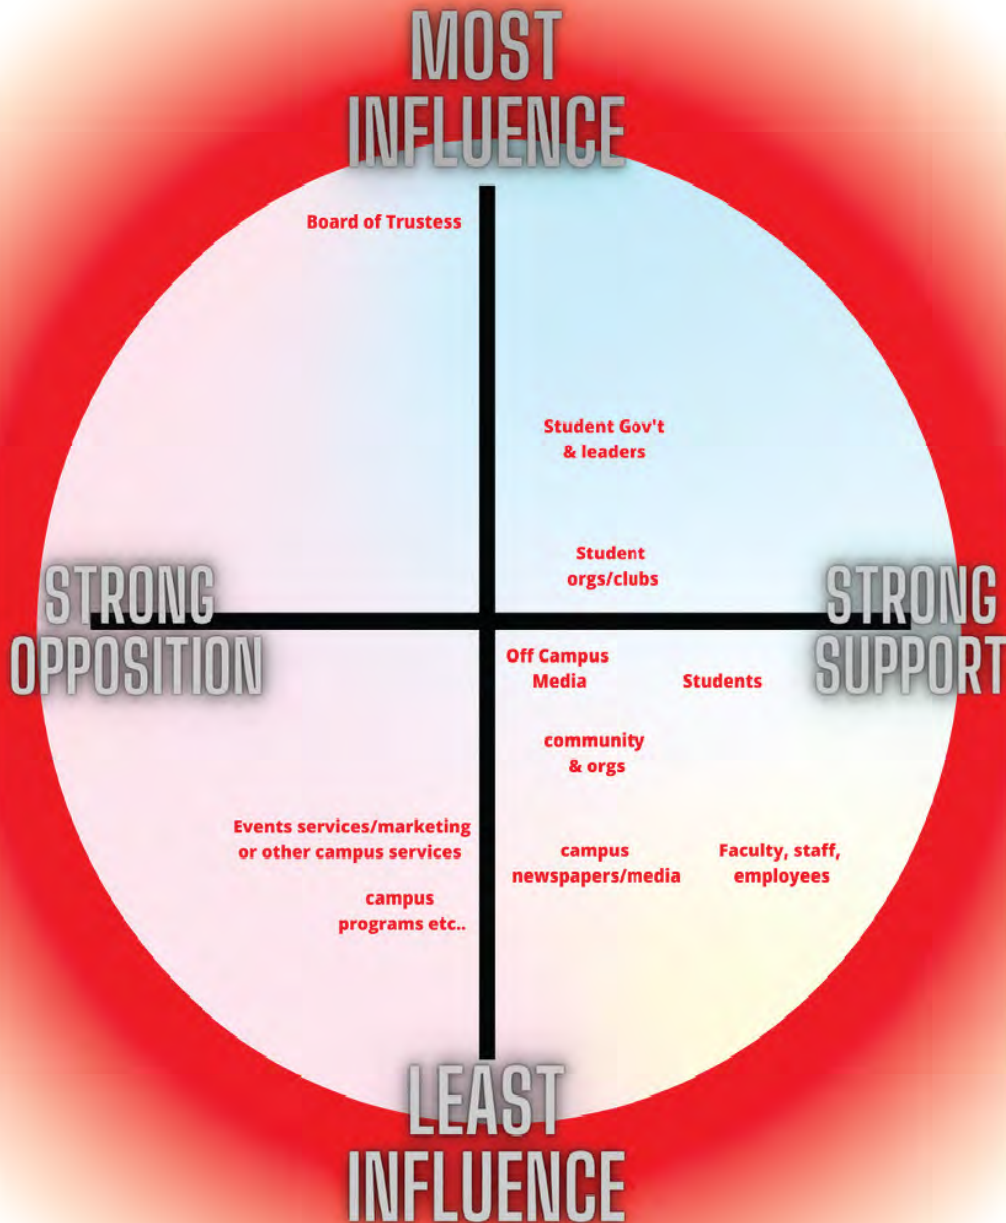 MOST
INFLUENCE
Board of Trustess
Student Gov't
& leaders
Student
orgs/clubs
STRONG
OPPOSITION
STRONG
SUPPORT
Off Campus
Media
Students
community
& orgs
Events services/marketing
or other campus services
campus
newspapers/media
Faculty, staff,
employees
campus
programs etc..
LEAST
INFLUENCE